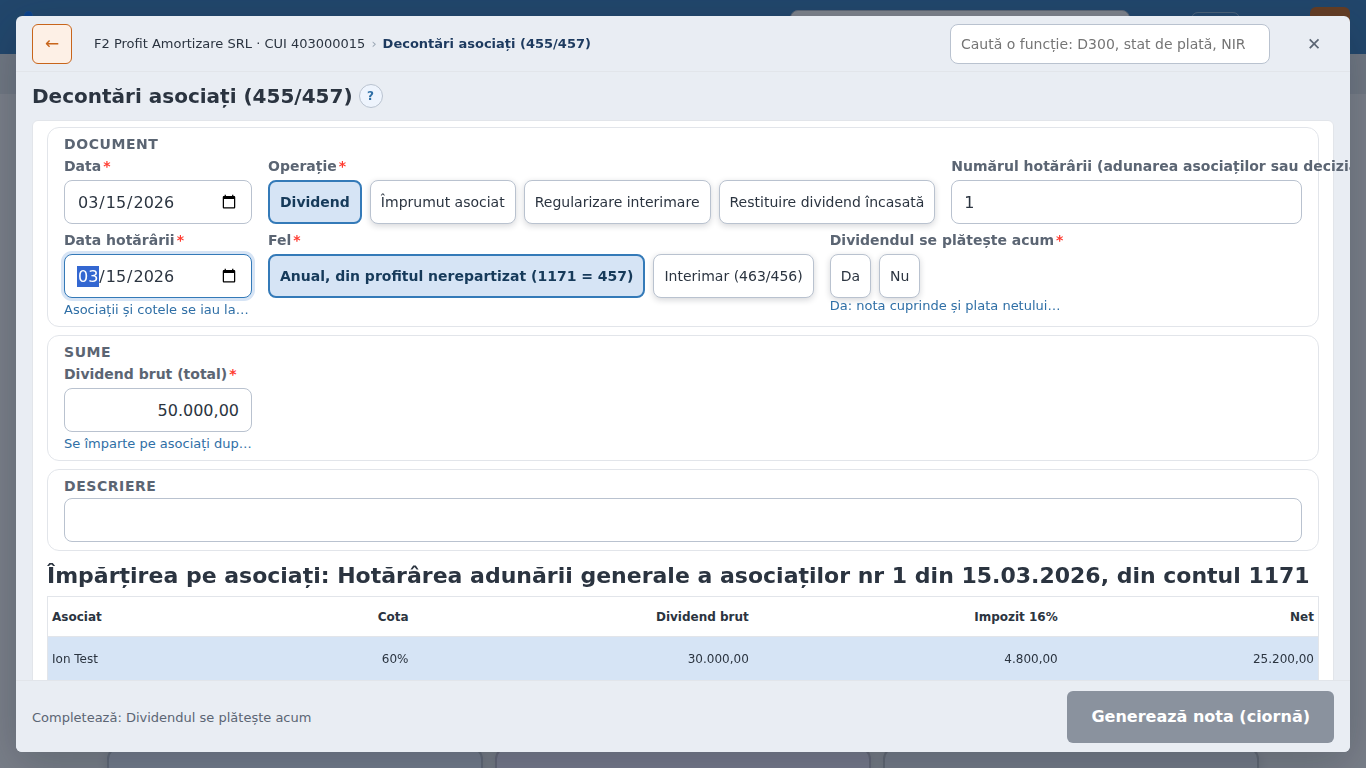 ←
F2 Profit Amortizare SRL · CUI 403000015 › Decontări asociați (455/457)
Caută o funcție: D300, stat de plată, NIR
✕
Decontări asociați (455/457) ?
DOCUMENT
Data*
Operație*
Numărul hotărârii (adunarea asociaților sau decizi
03/15/2026
Dividend
Împrumut asociat
Regularizare interimare
Restituire dividend încasată
1
Data hotărârii*
Fel*
Dividendul se plătește acum*
03/15/2026
Anual, din profitul nerepartizat (1171 = 457)
Interimar (463/456)
Da
Nu
Asociații și cotele se iau la…
Da: nota cuprinde și plata netului…
SUME
Dividend brut (total)*
50.000,00
Se împarte pe asociați dup…
DESCRIERE
Împărțirea pe asociați: Hotărârea adunării generale a asociaților nr 1 din 15.03.2026, din contul 1171
Asociat Cota Dividend brut Impozit 16% Net
Ion Test 60% 30.000,00 4.800,00 25.200,00
Completează: Dividendul se plătește acum
Generează nota (ciornă)